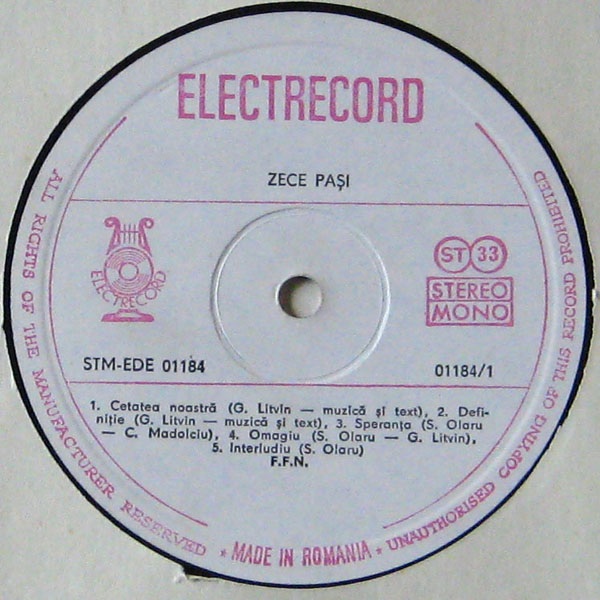 ELECTRECORD
ZECE PAȘI
ELECTRECORD
ST 33
STEREO
MONO
STM-EDE 01184
01184/1
1. Cetatea noastră (G. Litvin — muzică și text), 2. Defi-
niție (G. Litvin — muzică și text), 3. Speranța (S. Olaru
— C. Madolciu), 4. Omagiu (S. Olaru — G. Litvin),
5. Interludiu (S. Olaru)
F.F.N.
ALL RIGHTS OF THE MANUFACTURER RESERVED * MADE IN ROMANIA * UNAUTHORISED COPYING OF THIS RECORD PROHIBITED